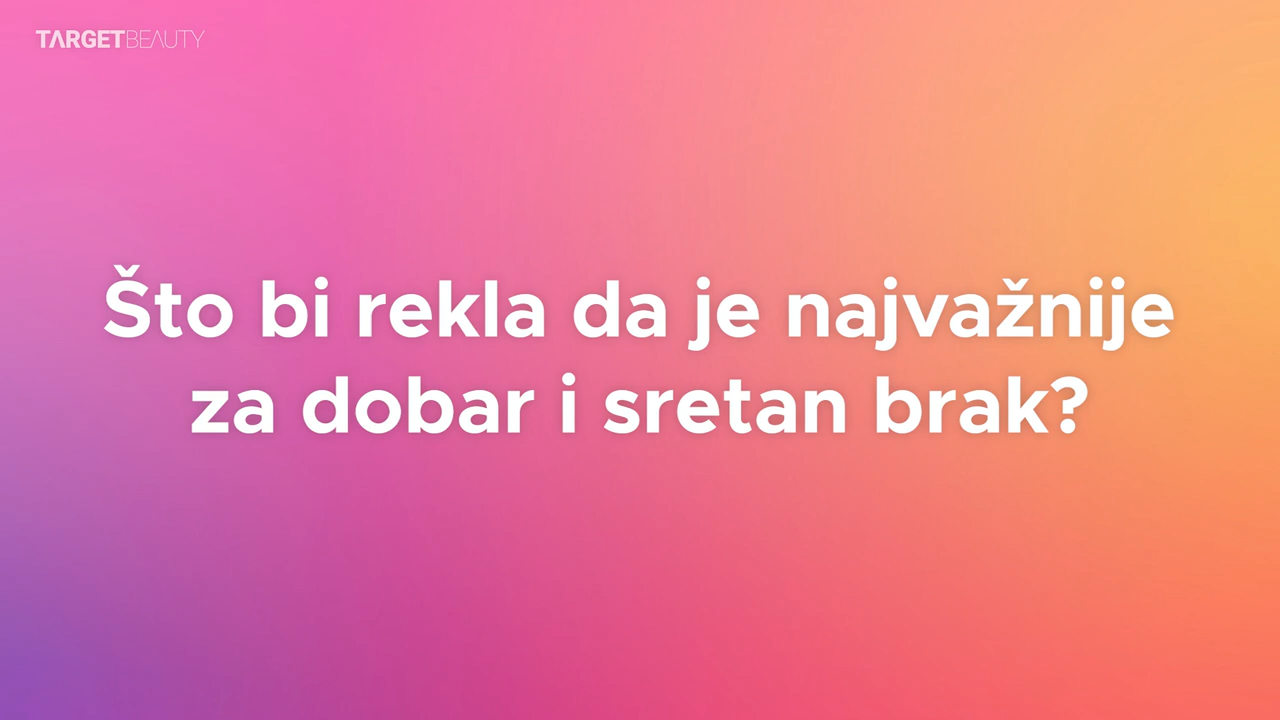 TARGETBEAUTY
Što bi rekla da je najvažnije
za dobar i sretan brak?